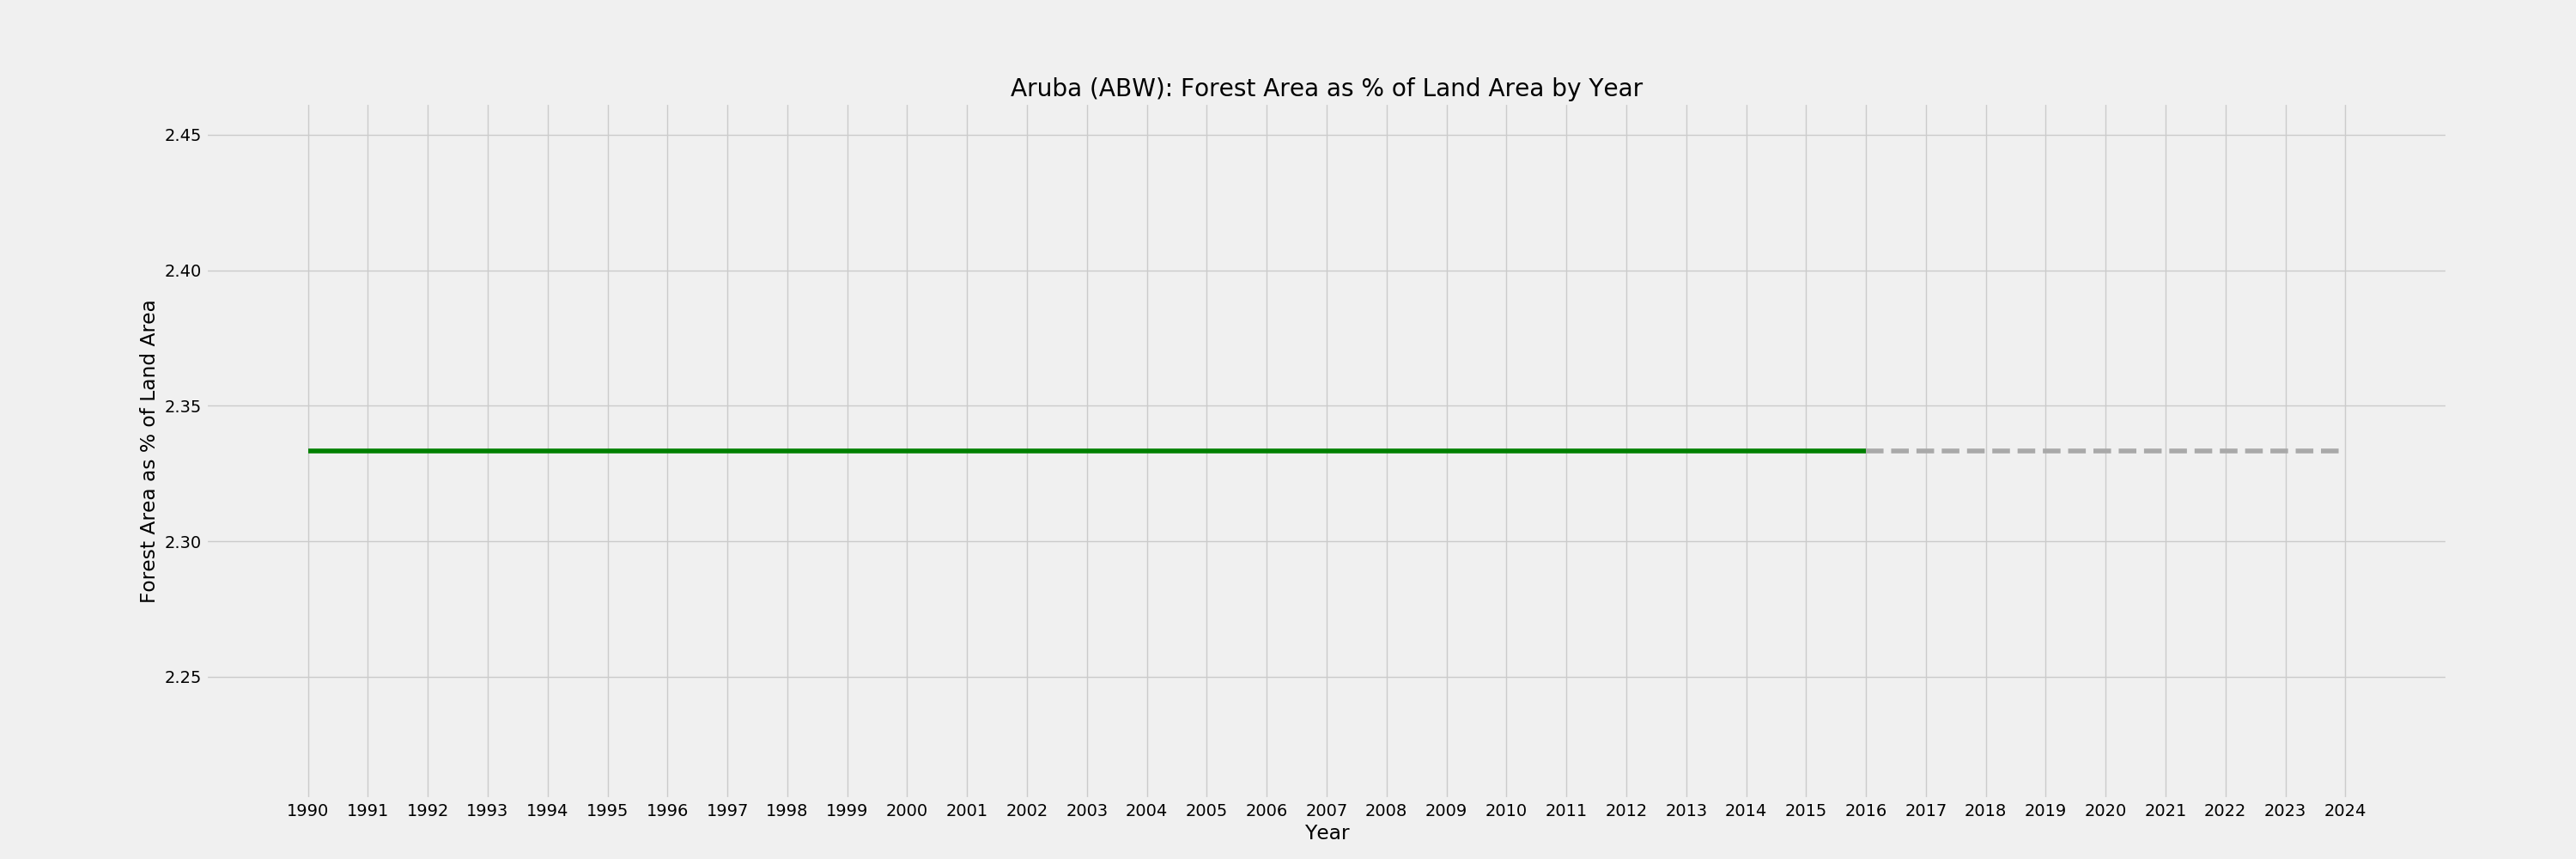 Aruba (ABW): Forest Area as % of Land Area by Year
Forest Area as % of Land Area
2.45
2.40
2.35
2.30
2.25
1990 1991 1992 1993 1994 1995 1996 1997 1998 1999 2000 2001 2002 2003 2004 2005 2006 2007 2008 2009 2010 2011 2012 2013 2014 2015 2016 2017 2018 2019 2020 2021 2022 2023 2024
Year